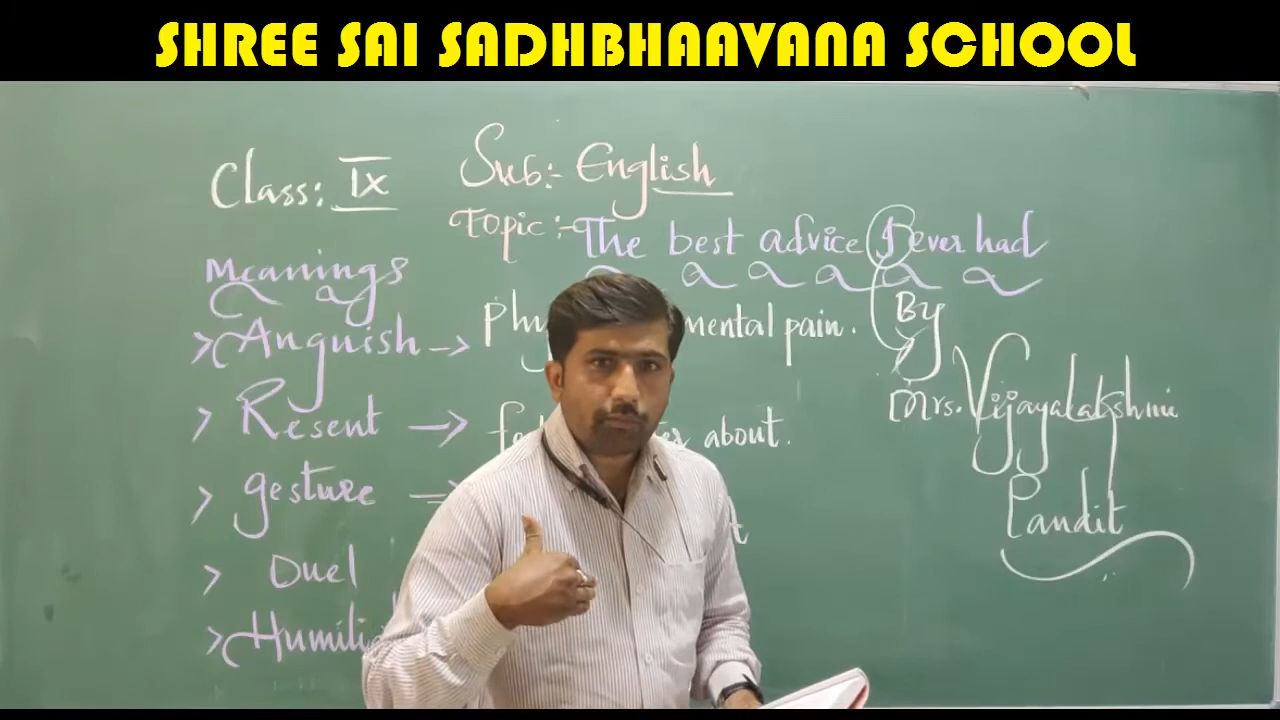 SHREE SAI SADHBHAAVANA SCHOOL
Class: IX
Sub:- English
Topic:- The best advice I ever had
By
Mrs. Vijayalakshmi
Pandit
Meanings
> Anguish → mental pain.
> Resent → about.
> gesture →
> Duel